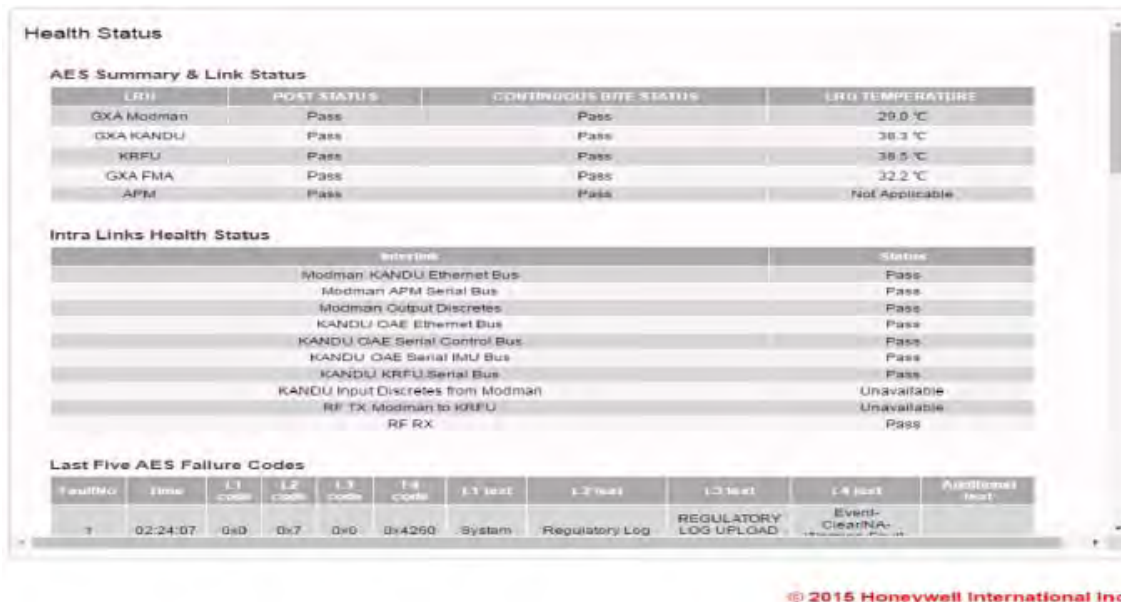 Health Status
AES Summary & Link Status
LRU POST STATUS CONTINUOUS BITE STATUS LRU TEMPERATURE
GXA Modman Pass Pass 29.0 °C
GXA KANDU Pass Pass 38.3 °C
KRFU Pass Pass 38.5 °C
GXA FMA Pass Pass 32.2 °C
APM Pass Pass Not Applicable
Intra Links Health Status
Interlink Status
Modman KANDU Ethernet Bus Pass
Modman APM Serial Bus Pass
Modman Output Discretes Pass
KANDU OAE Ethernet Bus Pass
KANDU OAE Serial Control Bus Pass
KANDU OAE Serial IMU Bus Pass
KANDU KRFU Serial Bus Pass
KANDU Input Discretes from Modman Unavailable
RF TX Modman to KRFU Unavailable
RF RX Pass
Last Five AES Failure Codes
FaultNo Time L1 code L2 code L3 code L4 code L1 text L2 text L3 text L4 text Additional text
02:24:07 0x0 0x7 0x6 0x4260 System Regulatory Log REGULATORY LOG UPLOAD Event-Clear/NA-
© 2015 Honeywell International Inc